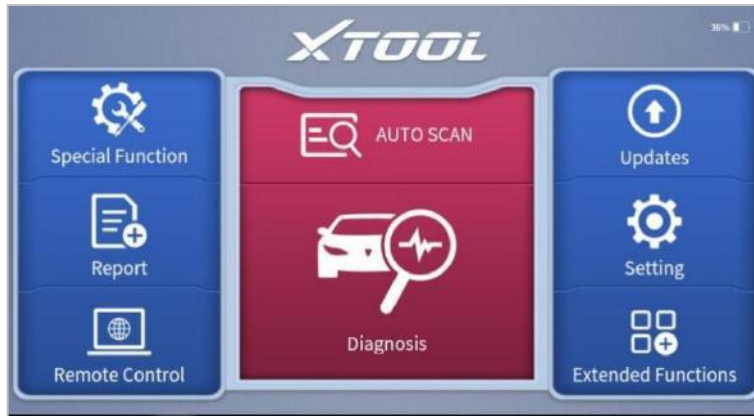 XTOOL
36%
Special Function
AUTO SCAN
Updates
Report
Diagnosis
Setting
Remote Control
Extended Functions